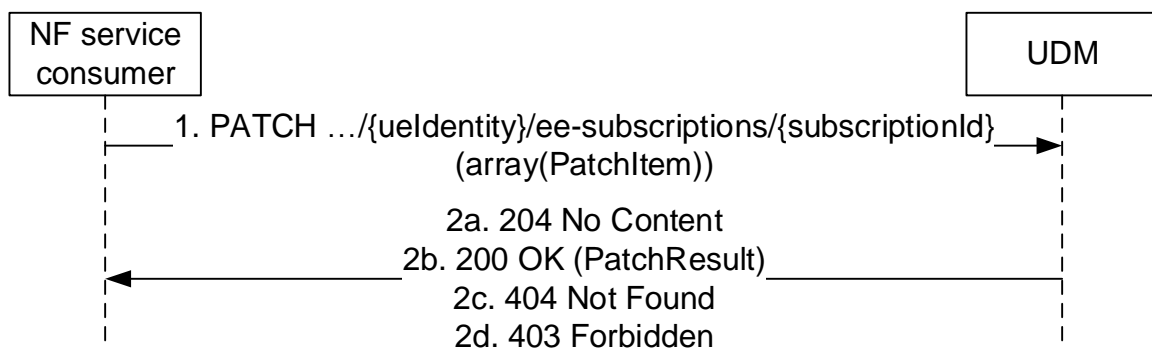 NF service
consumer
UDM
1. PATCH …/{ueIdentity}/ee-subscriptions/{subscriptionId}
(array(PatchItem))
2a. 204 No Content
2b. 200 OK (PatchResult)
2c. 404 Not Found
2d. 403 Forbidden